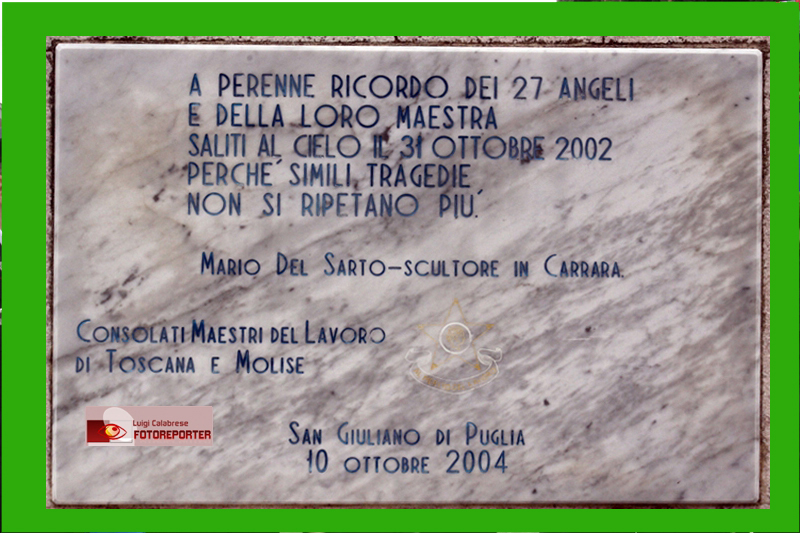 A PERENNE RICORDO DEI 27 ANGELI
E DELLA LORO MAESTRA
SALITI AL CIELO IL 31 OTTOBRE 2002
PERCHE´ SIMILI TRAGEDIE
NON SI RIPETANO PIU´.
MARIO DEL SARTO-SCULTORE IN CARRARA.
CONSOLATI MAESTRI DEL LAVORO
DI TOSCANA E MOLISE
Luigi Calabrese
FOTOREPORTER
SAN GIULIANO DI PUGLIA
10 OTTOBRE 2004